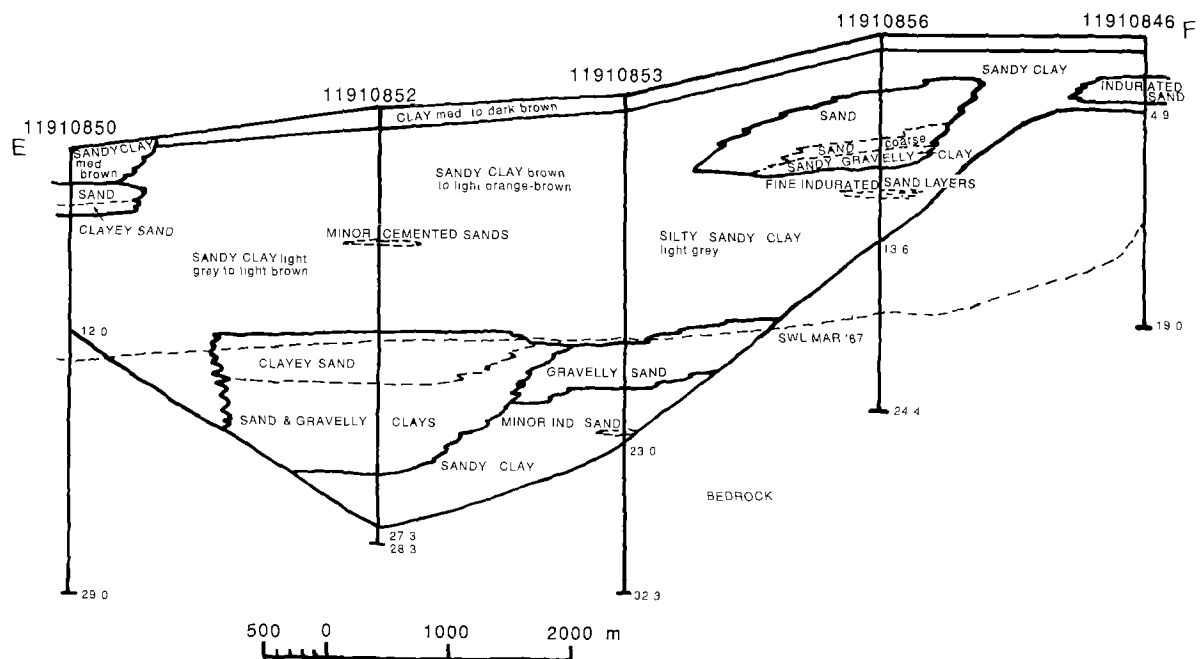 11910856
11910846
F
11910853
SANDY CLAY
11910852
INDURATED
SAND
CLAY med to dark brown
4.9
11910850
SAND
E
SANDY CLAY
med
brown
SAND coarse
SANDY GRAVELLY CLAY
SANDY CLAY brown
to light orange-brown
FINE INDURATED SAND LAYERS
SAND
CLAYEY SAND
MINOR CEMENTED SANDS
SILTY SANDY CLAY
light grey
13.6
SANDY CLAY light
grey to light brown
12.0
19.0
SWL MAR '67
CLAYEY SAND
GRAVELLY SAND
24.4
SAND & GRAVELLY CLAYS
MINOR IND SAND
23.0
SANDY CLAY
BEDROCK
27.3
28.3
29.0
32.3
500 0 1000 2000 m